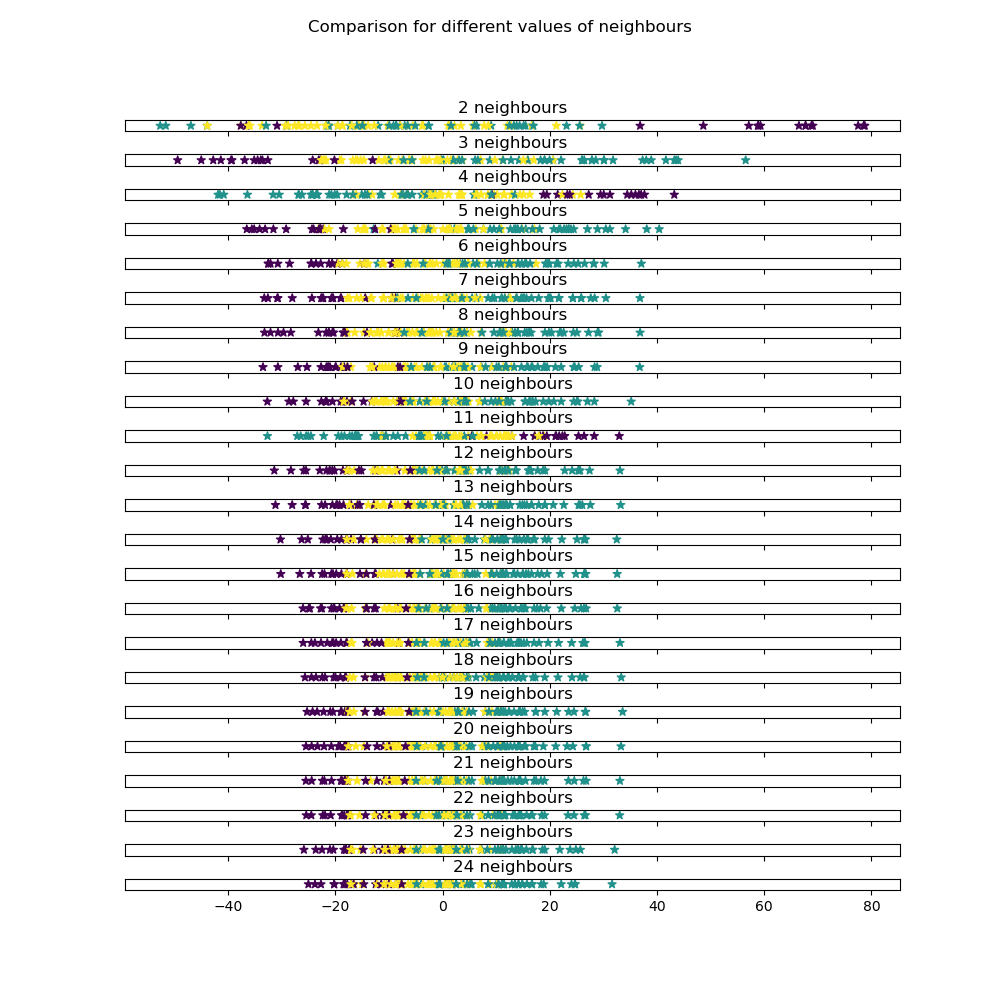 Comparison for different values of neighbours
2 neighbours
3 neighbours
4 neighbours
5 neighbours
6 neighbours
7 neighbours
8 neighbours
9 neighbours
10 neighbours
11 neighbours
12 neighbours
13 neighbours
14 neighbours
15 neighbours
16 neighbours
17 neighbours
18 neighbours
19 neighbours
20 neighbours
21 neighbours
22 neighbours
23 neighbours
24 neighbours
−40 −20 0 20 40 60 80